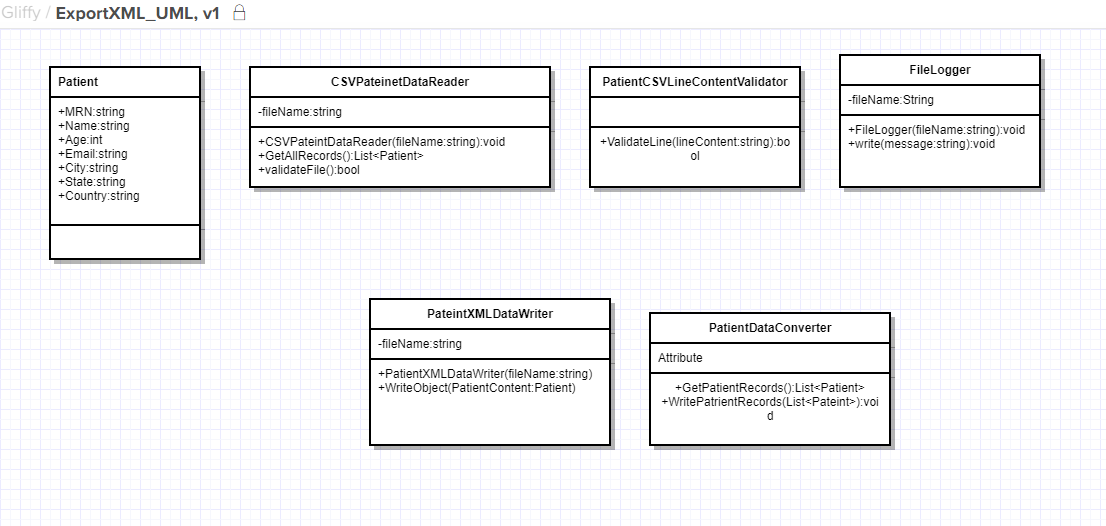 Gliffy / ExportXML_UML, v1
Patient
+MRN:string
+Name:string
+Age:int
+Email:string
+City:string
+State:string
+Country:string
CSVPateinetDataReader
-fileName:string
+CSVPateintDataReader(fileName:string):void
+GetAllRecords():List<Patient>
+validateFile():bool
PatientCSVLineContentValidator
+ValidateLine(lineContent:string):bo
ol
FileLogger
-fileName:String
+FileLogger(fileName:string):void
+write(message:string):void
PateintXMLDataWriter
-fileName:string
+PatientXMLDataWriter(fileName:string)
+WriteObject(PatientContent:Patient)
PatientDataConverter
Attribute
+GetPatientRecords():List<Patient>
+WritePatrientRecords(List<Pateint>):voi
d